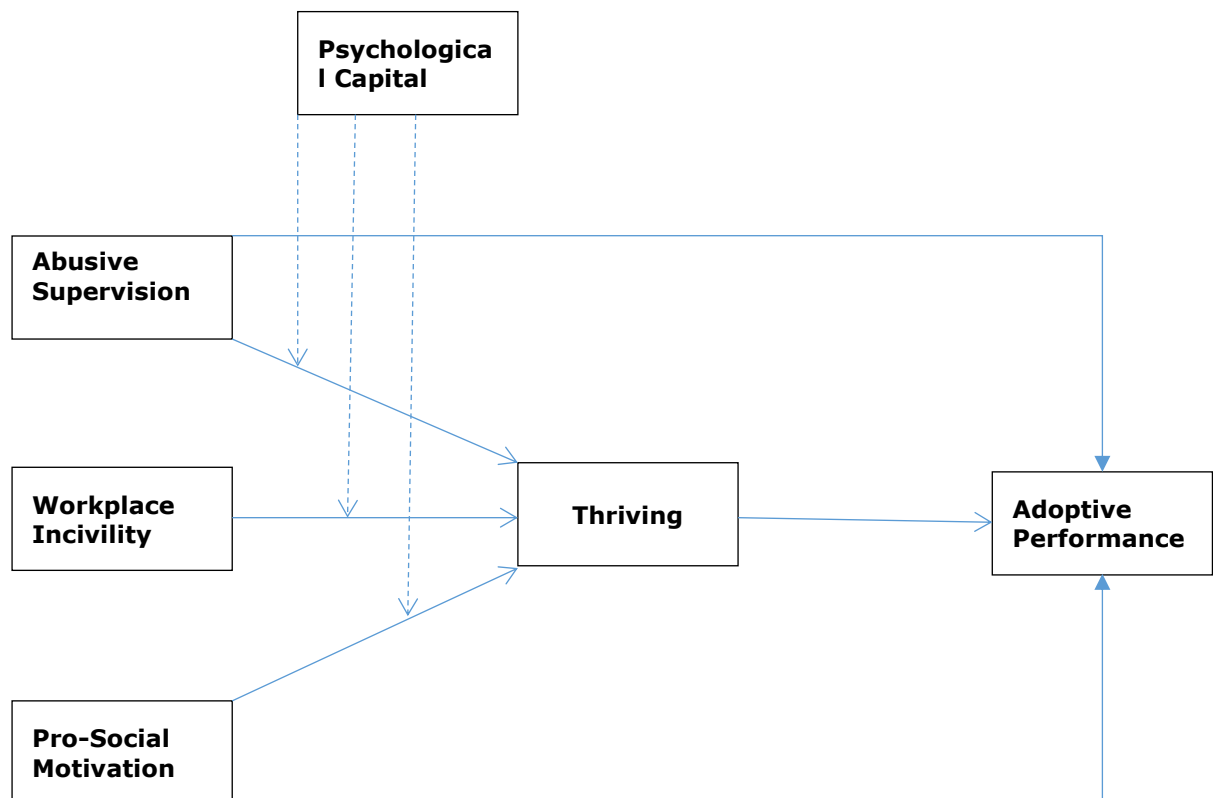 Psychologica
l Capital
Abusive
Supervision
Workplace
Incivility
Thriving
Adoptive
Performance
Pro-Social
Motivation